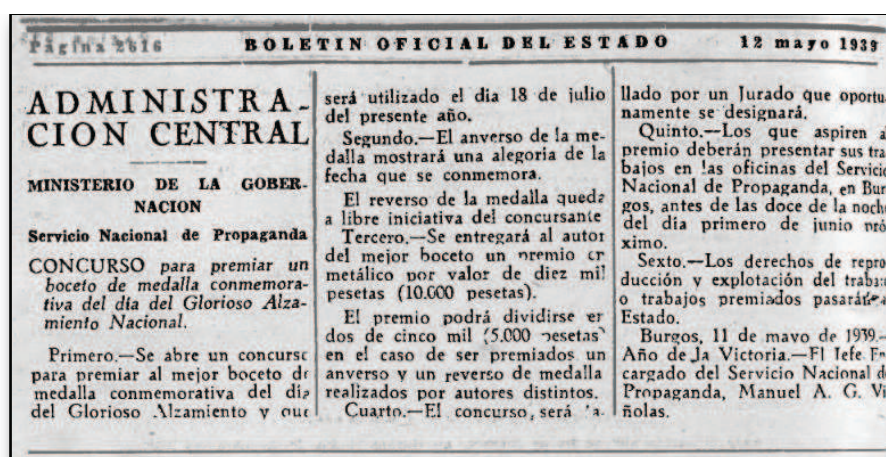 Página 2616 BOLETIN OFICIAL DEL ESTADO 12 mayo 1939
ADMINISTRA-
CION CENTRAL
MINISTERIO DE LA GOBER-
NACION
Servicio Nacional de Propaganda
CONCURSO para premiar un
boceto de medalla conmemora-
tiva del día del Glorioso Alza-
miento Nacional.
Primero.—Se abre un concurso
para premiar al mejor boceto de
medalla conmemorativa del día
del Glorioso Alzamiento y que
será utilizado el día 18 de julio
del presente año.
Segundo.—El anverso de la me-
dalla mostrará una alegoría de la
fecha que se conmemora.
El reverso de la medalla queda
a libre iniciativa del concursante
Tercero.—Se entregará al autor
del mejor boceto un premio en
metálico por valor de diez mil
pesetas (10.000 pesetas).
El premio podrá dividirse en
dos de cinco mil (5.000 pesetas)
en el caso de ser premiados un
anverso y un reverso de medalla
realizados por autores distintos.
Cuarto.—El concurso, será fa-
llado por un Jurado que oportu
namente se designará.
Quinto.—Los que aspiren a
premio deberán presentar sus tra
bajos en las oficinas del Servicio
Nacional de Propaganda, en Bur
gos, antes de las doce de la noche
del día primero de junio pró
ximo.
Sexto.—Los derechos de repro
ducción y explotación del trabajo
o trabajos premiados pasarán
Estado.
Burgos, 11 de mayo de 1939.—
Año de la Victoria.—El Jefe En
cargado del Servicio Nacional de
Propaganda, Manuel A. G. Vi
ñolas.